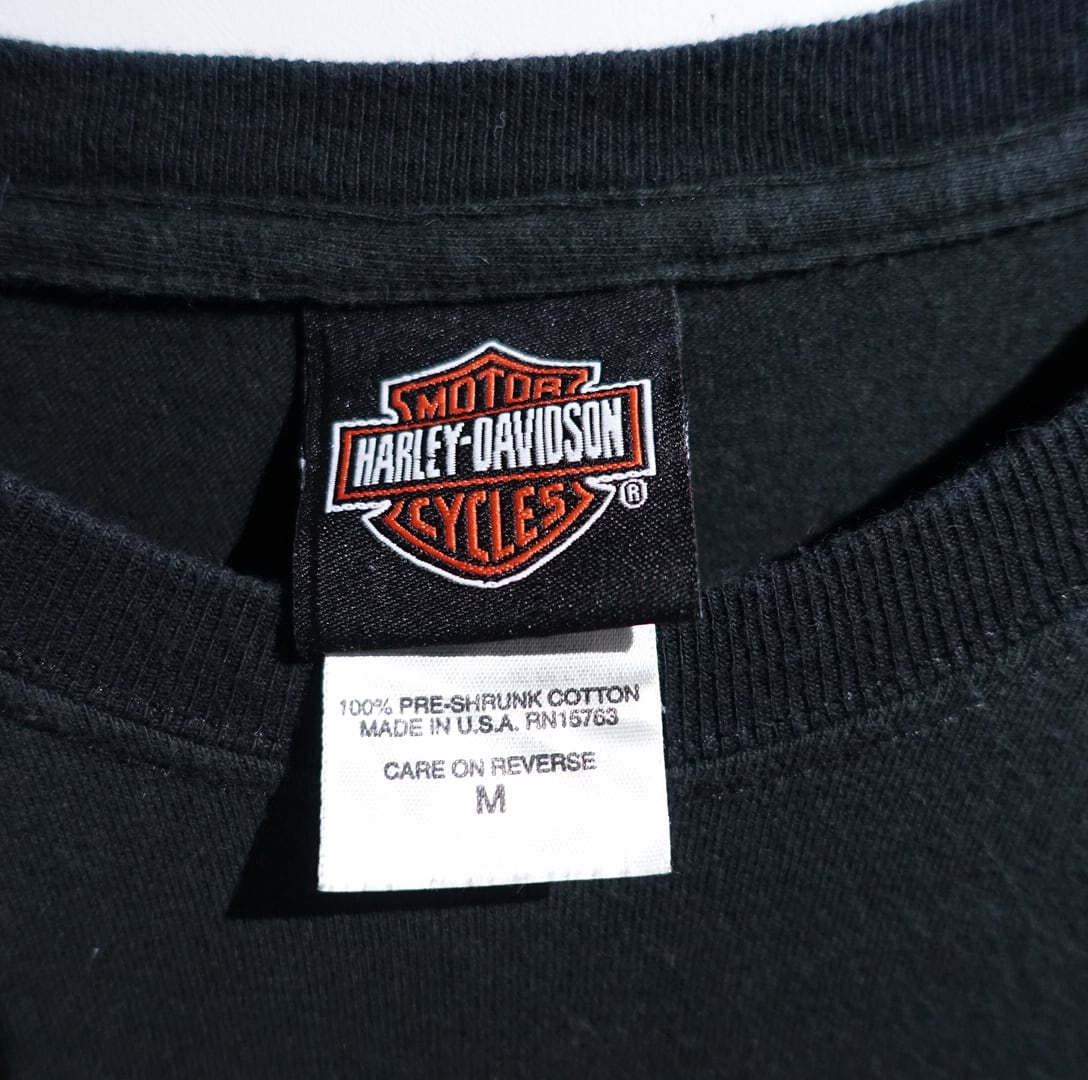 MOTOR
HARLEY-DAVIDSON
CYCLES
®
100% PRE-SHRUNK COTTON
MADE IN U.S.A. RN15763
CARE ON REVERSE
M